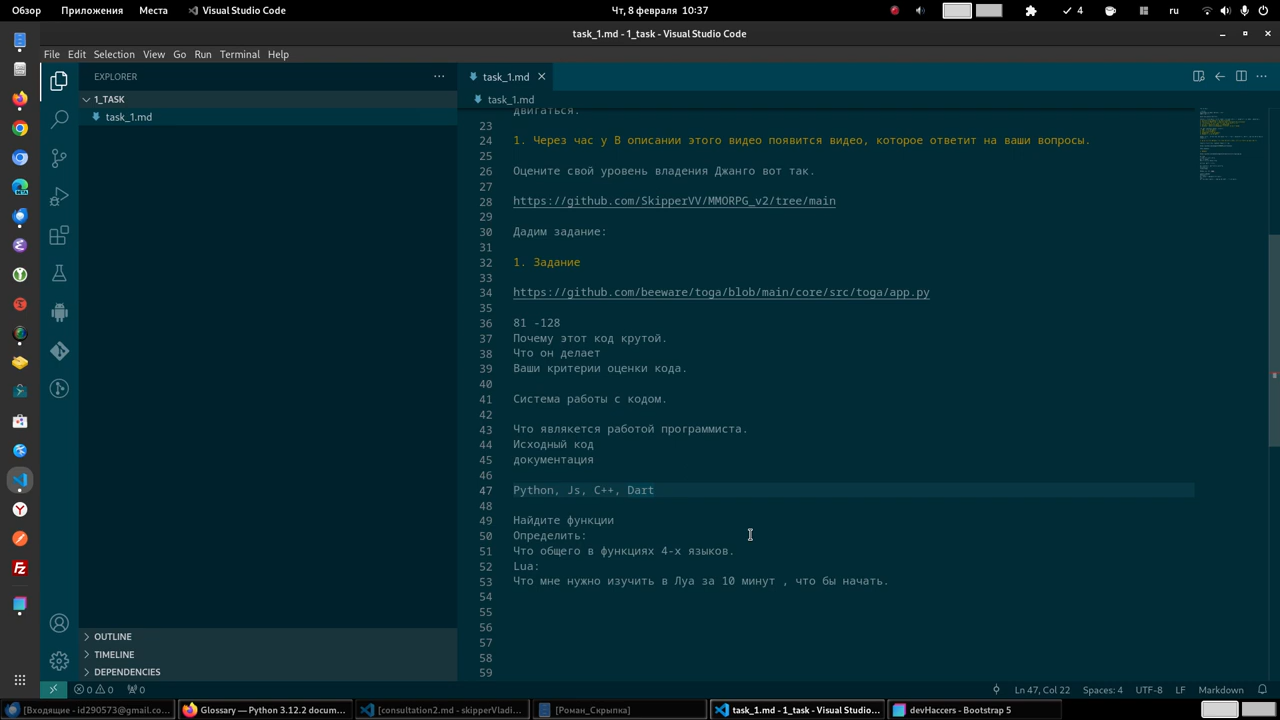 Обзор Приложения Места Visual Studio Code Чт, 8 февраля 10:37 4 ru
task_1.md - 1_task - Visual Studio Code
File Edit Selection View Go Run Terminal Help
EXPLORER
1_TASK
task_1.md
OUTLINE
TIMELINE
DEPENDENCIES
task_1.md
task_1.md
двигаться.
23
24 1. Через час у В описании этого видео появится видео, которое ответит на ваши вопросы.
25
26 Оцените свой уровень владения Джанго вот так.
27
28 https://github.com/SkipperVV/MMORPG_v2/tree/main
29
30 Дадим задание:
31
32 1. Задание
33
34 https://github.com/beeware/toga/blob/main/core/src/toga/app.py
35
36 81 -128
37 Почему этот код крутой.
38 Что он делает
39 Ваши критерии оценки кода.
40
41 Система работы с кодом.
42
43 Что являкется работой программиста.
44 Исходный код
45 документация
46
47 Python, Js, C++, Dart
48
49 Найдите функции
50 Определить:
51 Что общего в функциях 4-х языков.
52 Lua:
53 Что мне нужно изучить в Луа за 10 минут , что бы начать.
54
55
56
57
58
59
0 0 0 Ln 47, Col 22 Spaces: 4 UTF-8 LF Markdown
[Входящие - id290573@gmail.co... Glossary — Python 3.12.2 docum... [consultation2.md - skipperVladi... [Роман_Скрыпка] task_1.md - 1_task - Visual Studio... devHaccers - Bootstrap 5